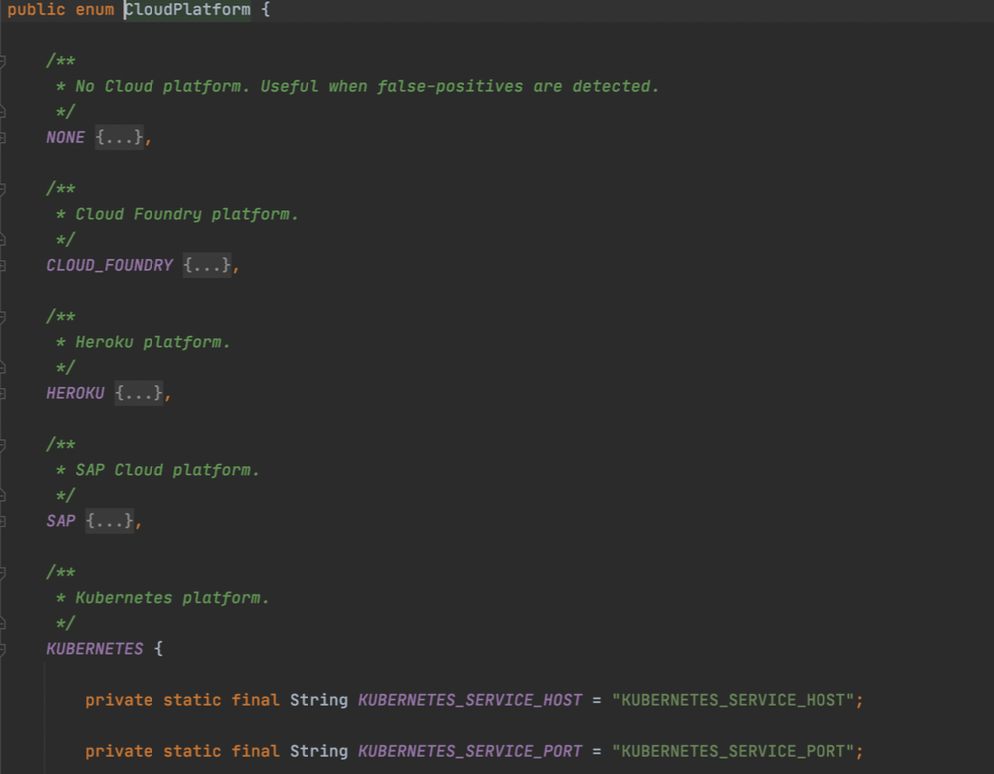 public enum CloudPlatform {
/**
* No Cloud platform. Useful when false-positives are detected.
*/
NONE {...},
/**
* Cloud Foundry platform.
*/
CLOUD_FOUNDRY {...},
/**
* Heroku platform.
*/
HEROKU {...},
/**
* SAP Cloud platform.
*/
SAP {...},
/**
* Kubernetes platform.
*/
KUBERNETES {
private static final String KUBERNETES_SERVICE_HOST = "KUBERNETES_SERVICE_HOST";
private static final String KUBERNETES_SERVICE_PORT = "KUBERNETES_SERVICE_PORT";